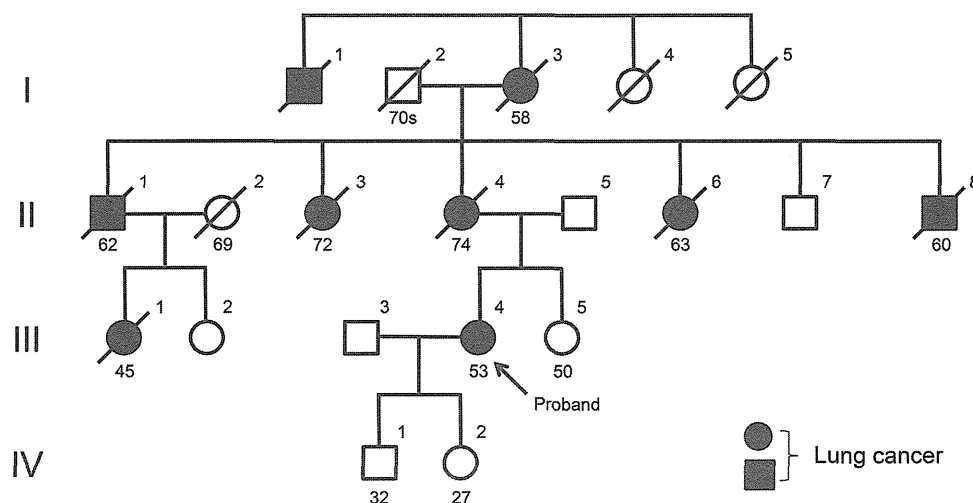 1 2 3 4 5
I
70s 58
1 2 3 4 5 6 7 8
II
62 69 72 74 63 60
1 2 3 4 5
III
45 53 50
Proband
1 2
IV
32 27
Lung cancer